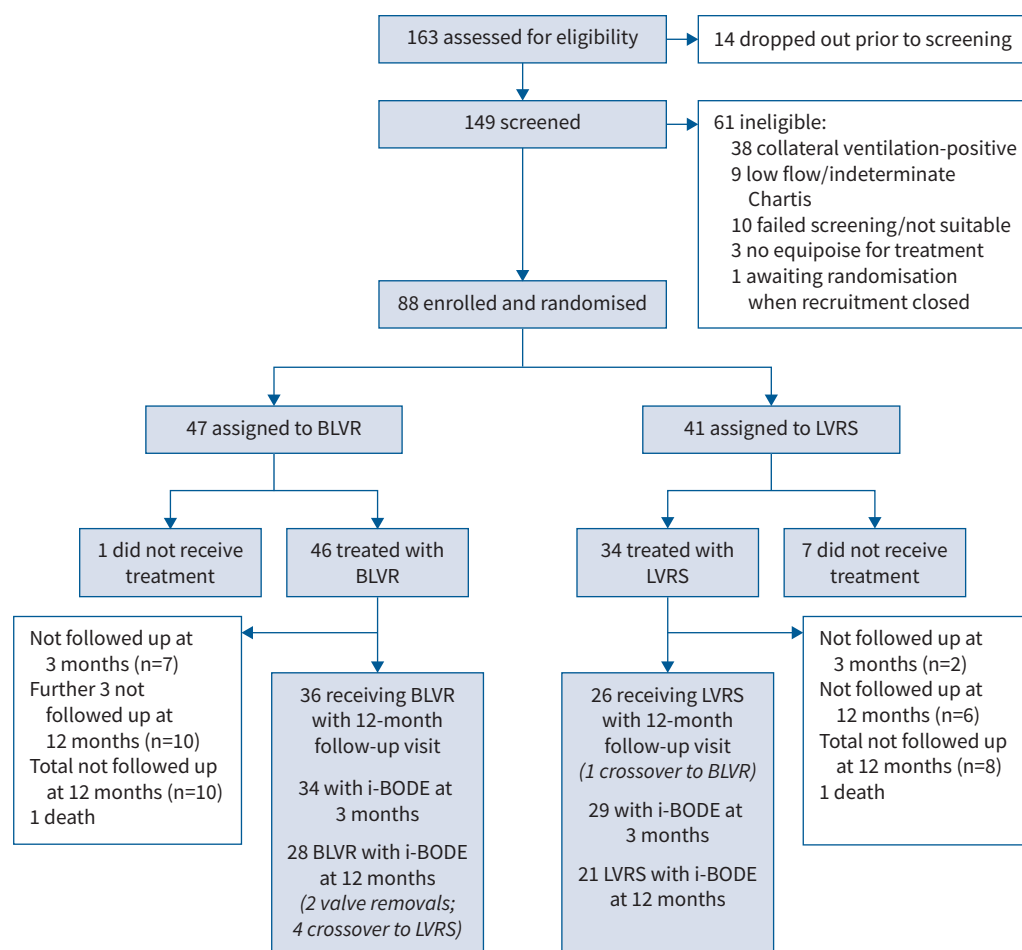 163 assessed for eligibility
14 dropped out prior to screening
149 screened
61 ineligible:
38 collateral ventilation-positive
9 low flow/indeterminate
Chartis
10 failed screening/not suitable
3 no equipoise for treatment
1 awaiting randomisation
when recruitment closed
88 enrolled and randomised
47 assigned to BLVR
41 assigned to LVRS
1 did not receive
treatment
46 treated with
BLVR
34 treated with
LVRS
7 did not receive
treatment
Not followed up at
3 months (n=7)
Further 3 not
followed up at
12 months (n=10)
Total not followed up
at 12 months (n=10)
1 death
36 receiving BLVR
with 12-month
follow-up visit
34 with i-BODE at
3 months
28 BLVR with i-BODE
at 12 months
(2 valve removals;
4 crossover to LVRS)
26 receiving LVRS
with 12-month
follow-up visit
(1 crossover to BLVR)
29 with i-BODE at
3 months
21 LVRS with i-BODE
at 12 months
Not followed up at
3 months (n=2)
Not followed up at
12 months (n=6)
Total not followed up
at 12 months (n=8)
1 death